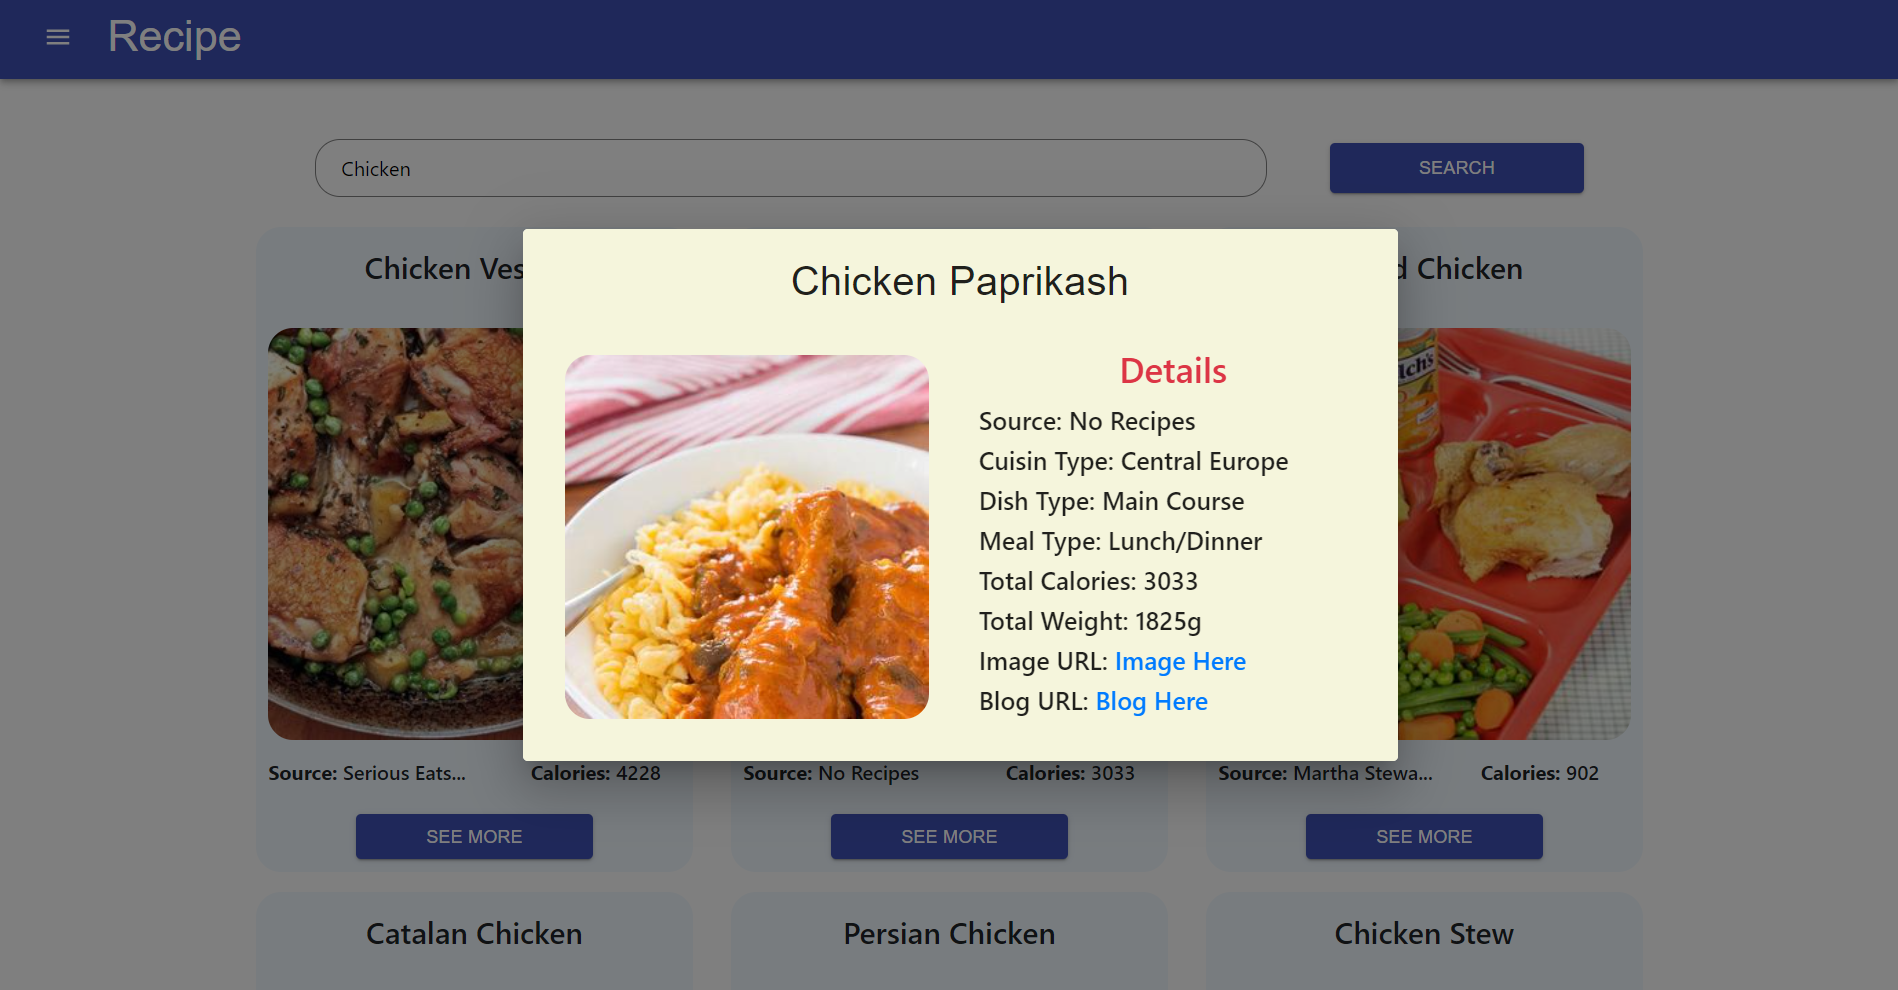 Recipe
Chicken
SEARCH
Chicken Ves
d Chicken
Chicken Paprikash
Details
Source: No Recipes
Cuisin Type: Central Europe
Dish Type: Main Course
Meal Type: Lunch/Dinner
Total Calories: 3033
Total Weight: 1825g
Image URL: Image Here
Blog URL: Blog Here
lch's
Source: Serious Eats... Calories: 4228
Source: No Recipes Calories: 3033
Source: Martha Stewa... Calories: 902
SEE MORE
SEE MORE
SEE MORE
Catalan Chicken
Persian Chicken
Chicken Stew